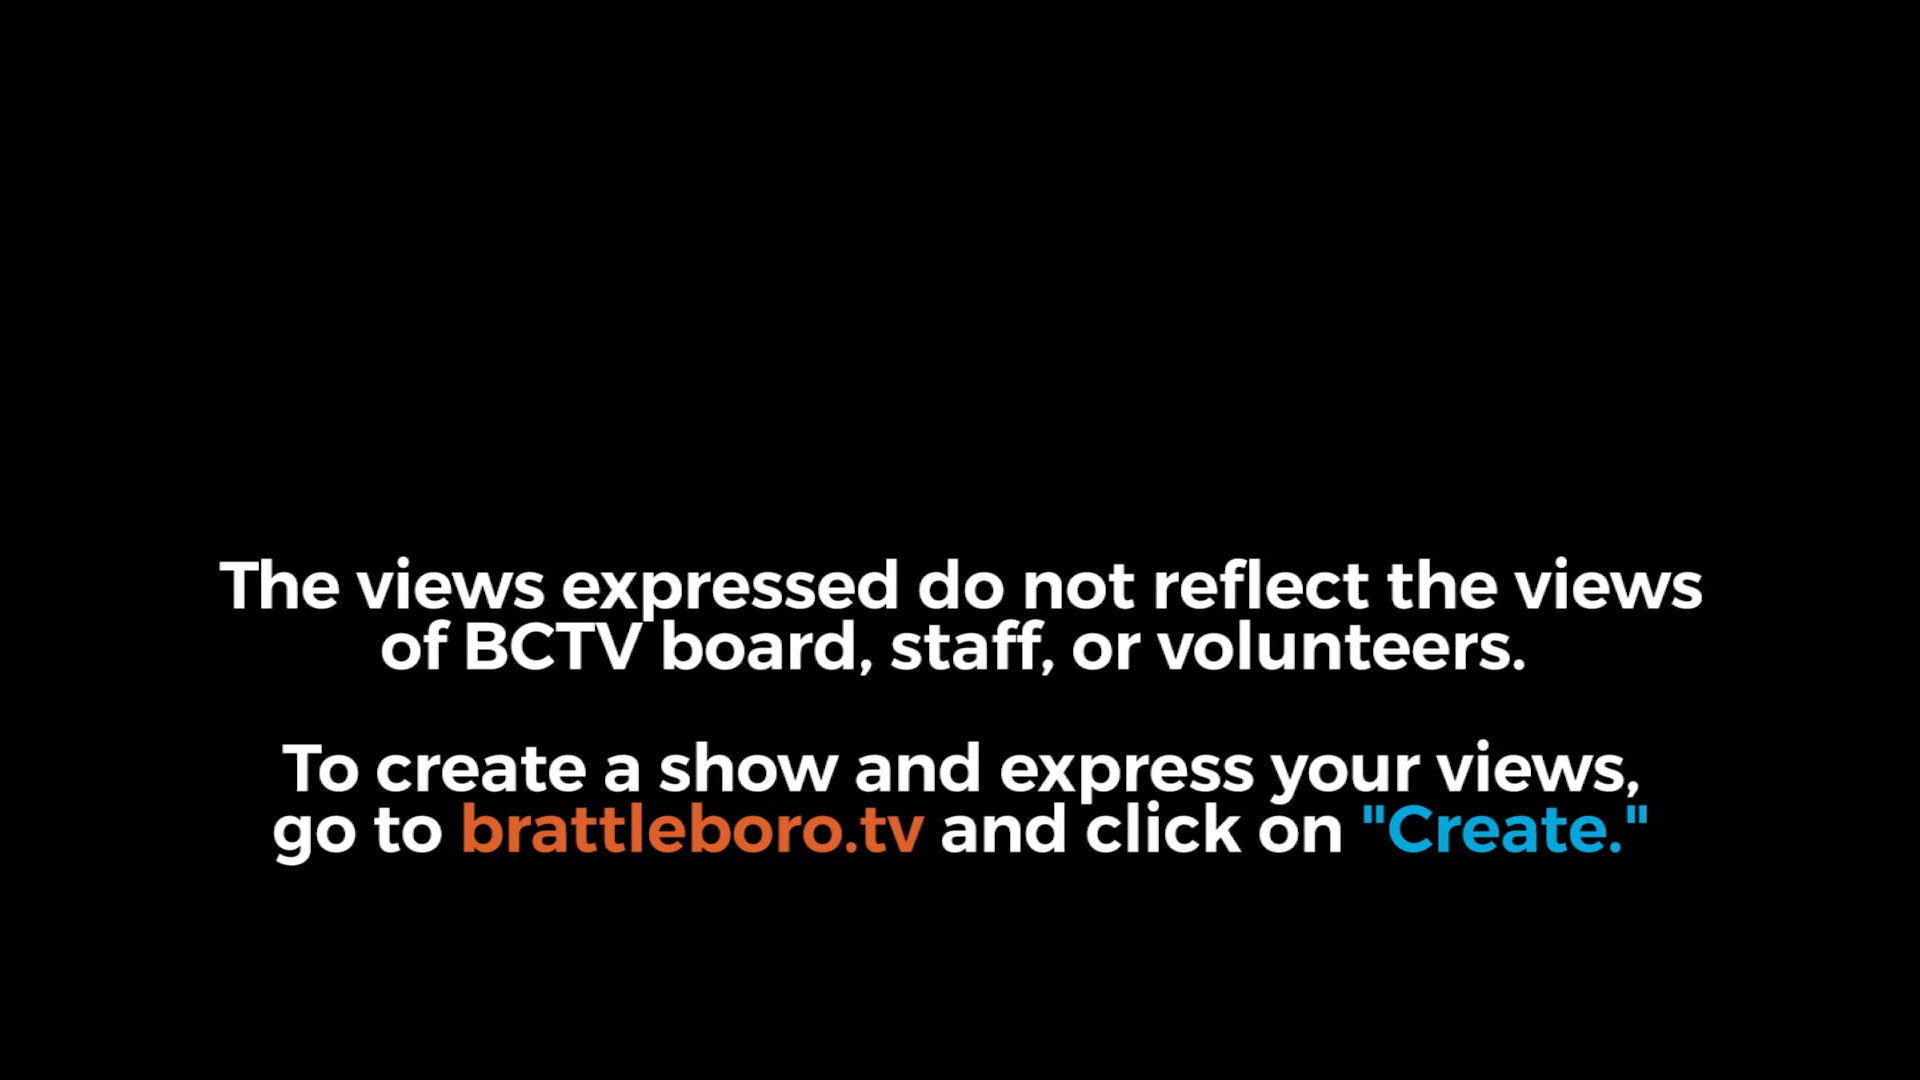 The views expressed do not reflect the views
of BCTV board, staff, or volunteers.
To create a show and express your views,
go to brattleboro.tv and click on "Create."